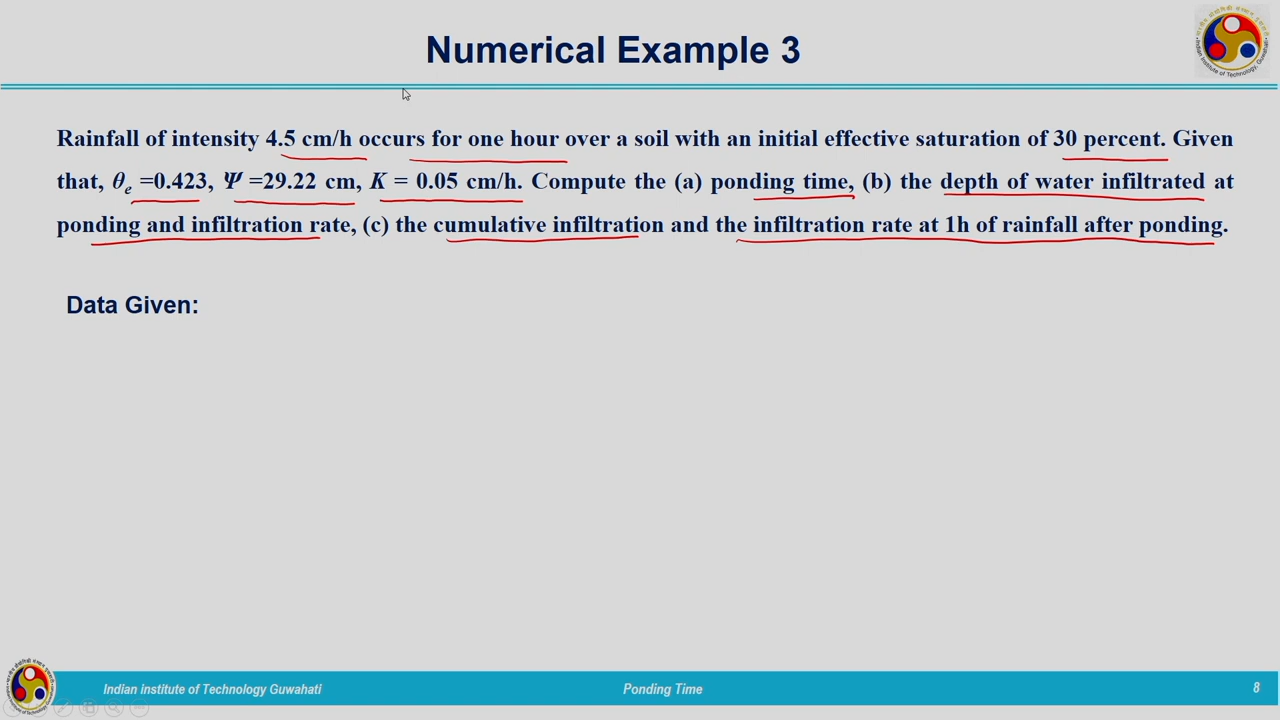 Numerical Example 3
Rainfall of intensity 4.5 cm/h occurs for one hour over a soil with an initial effective saturation of 30 percent. Given
that, θe =0.423, Ψ =29.22 cm, K = 0.05 cm/h. Compute the (a) ponding time, (b) the depth of water infiltrated at
ponding and infiltration rate, (c) the cumulative infiltration and the infiltration rate at 1h of rainfall after ponding.
Data Given:
Indian institute of Technology Guwahati
Ponding Time
8